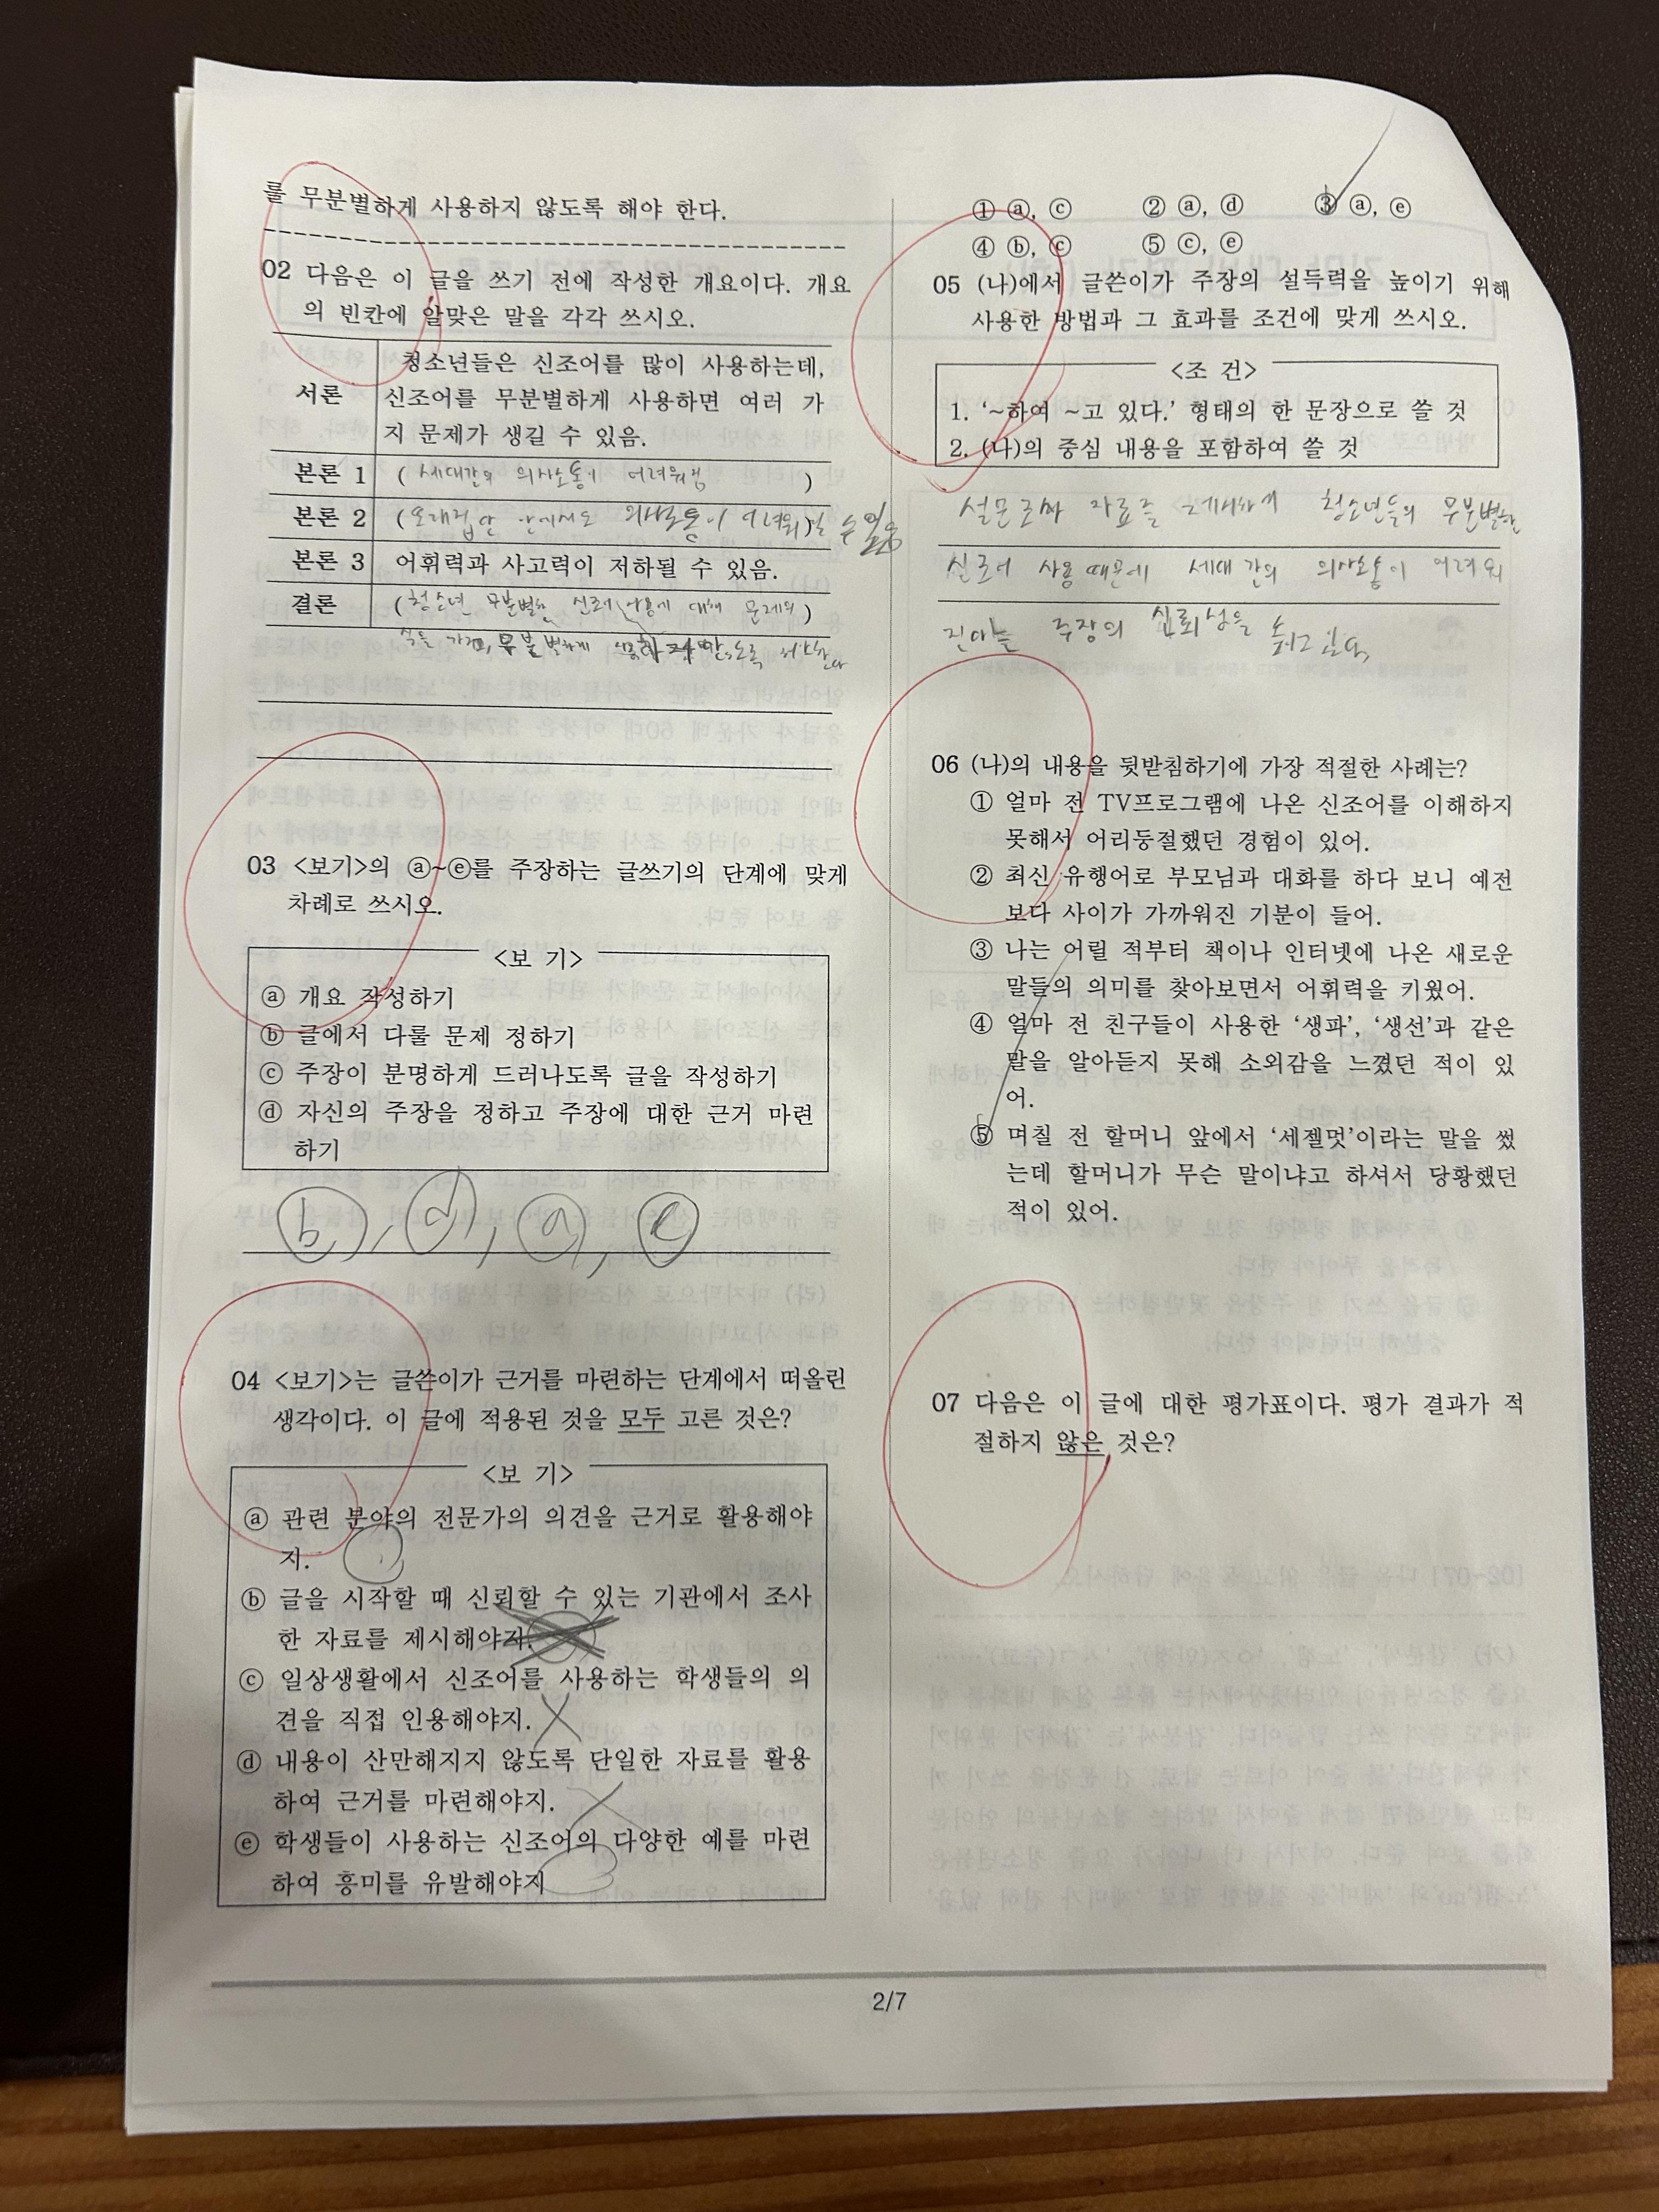 를 무분별하게 사용하지 않도록 해야 한다.
02 다음은 이 글을 쓰기 전에 작성한 개요이다. 개요
의 빈칸에 알맞은 말을 각각 쓰시오.
서론
청소년들은 신조어를 많이 사용하는데,
신조어를 무분별하게 사용하면 여러 가
지 문제가 생길 수 있음.
본론 1 ( 세대간의 의사소통이 어려워짐 )
본론 2 ( 또래집단 안에서도 의사소통이 어려워)질 수 있음
본론 3 어휘력과 사고력이 저하될 수 있음.
결론 (청소년 무분별한 신조어 사용에 대해 문제의)
식을 가지고, 무분별하게
03 <보기>의 ⓐ~ⓔ를 주장하는 글쓰기의 단계에 맞게
차례로 쓰시오.
<보 기>
ⓐ 개요 작성하기
ⓑ 글에서 다룰 문제 정하기
ⓒ 주장이 분명하게 드러나도록 글을 작성하기
ⓓ 자신의 주장을 정하고 주장에 대한 근거 마련
하기
ⓑ, ⓓ, ⓐ, ⓒ
04 <보기>는 글쓴이가 근거를 마련하는 단계에서 떠올린
생각이다. 이 글에 적용된 것을 모두 고른 것은?
<보 기>
ⓐ 관련 분야의 전문가의 의견을 근거로 활용해야
지.
ⓑ 글을 시작할 때 신뢰할 수 있는 기관에서 조사
한 자료를 제시해야지.
ⓒ 일상생활에서 신조어를 사용하는 학생들의 의
견을 직접 인용해야지.
ⓓ 내용이 산만해지지 않도록 단일한 자료를 활용
하여 근거를 마련해야지.
ⓔ 학생들이 사용하는 신조어의 다양한 예를 마련
하여 흥미를 유발해야지
① ⓐ, ⓒ ② ⓐ, ⓓ ③ ⓐ, ⓔ
④ ⓑ, ⓒ ⑤ ⓒ, ⓔ
05 (나)에서 글쓴이가 주장의 설득력을 높이기 위해
사용한 방법과 그 효과를 조건에 맞게 쓰시오.
<조 건>
1. ‘~하여 ~고 있다.’ 형태의 한 문장으로 쓸 것
2. (나)의 중심 내용을 포함하여 쓸 것
설문조사 자료를 제시하여 청소년들의 무분별한
신조어 사용 때문에 세대 간의 의사소통이 어려워
진다는 주장의 신뢰성을 높이고 있다.
06 (나)의 내용을 뒷받침하기에 가장 적절한 사례는?
① 얼마 전 TV프로그램에 나온 신조어를 이해하지
못해서 어리둥절했던 경험이 있어.
② 최신 유행어로 부모님과 대화를 하다 보니 예전
보다 사이가 가까워진 기분이 들어.
③ 나는 어릴 적부터 책이나 인터넷에 나온 새로운
말들의 의미를 찾아보면서 어휘력을 키웠어.
④ 얼마 전 친구들이 사용한 ‘생파’, ‘생선’과 같은
말을 알아듣지 못해 소외감을 느꼈던 적이 있
어.
⑤ 며칠 전 할머니 앞에서 ‘세젤멋’이라는 말을 썼
는데 할머니가 무슨 말이냐고 하셔서 당황했던
적이 있어.
07 다음은 이 글에 대한 평가표이다. 평가 결과가 적
절하지 않은 것은?
2/7